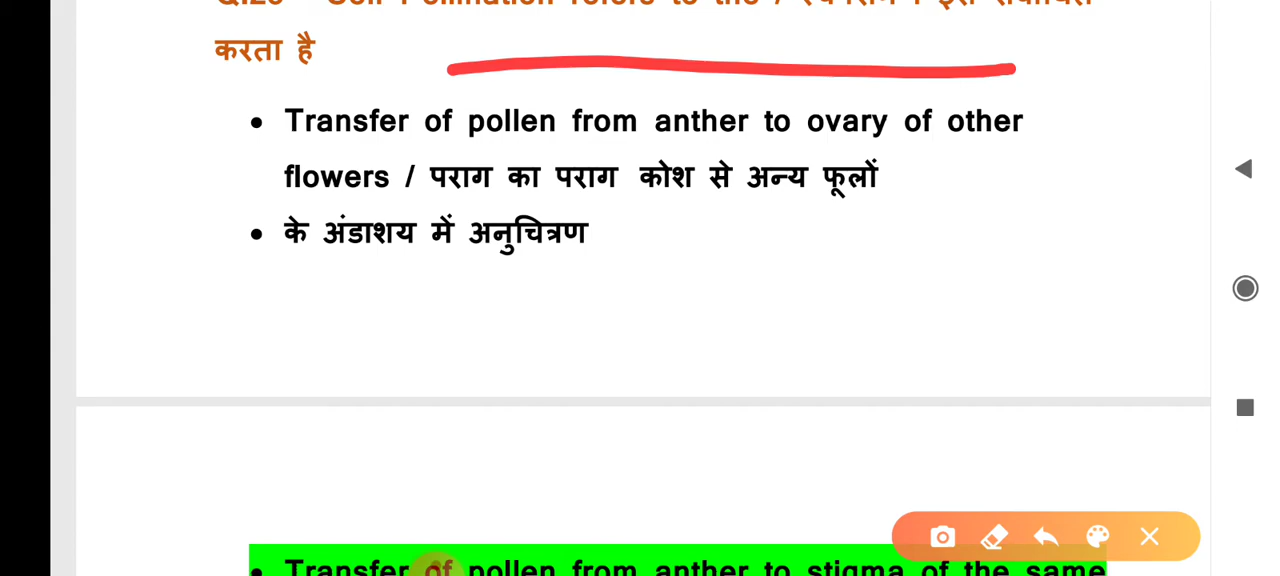 करता है
Transfer of pollen from anther to ovary of other
flowers / पराग का पराग कोश से अन्य फूलों
के अंडाशय में अनुचित्रण
Transfer of pollen from anther to stigma of the same